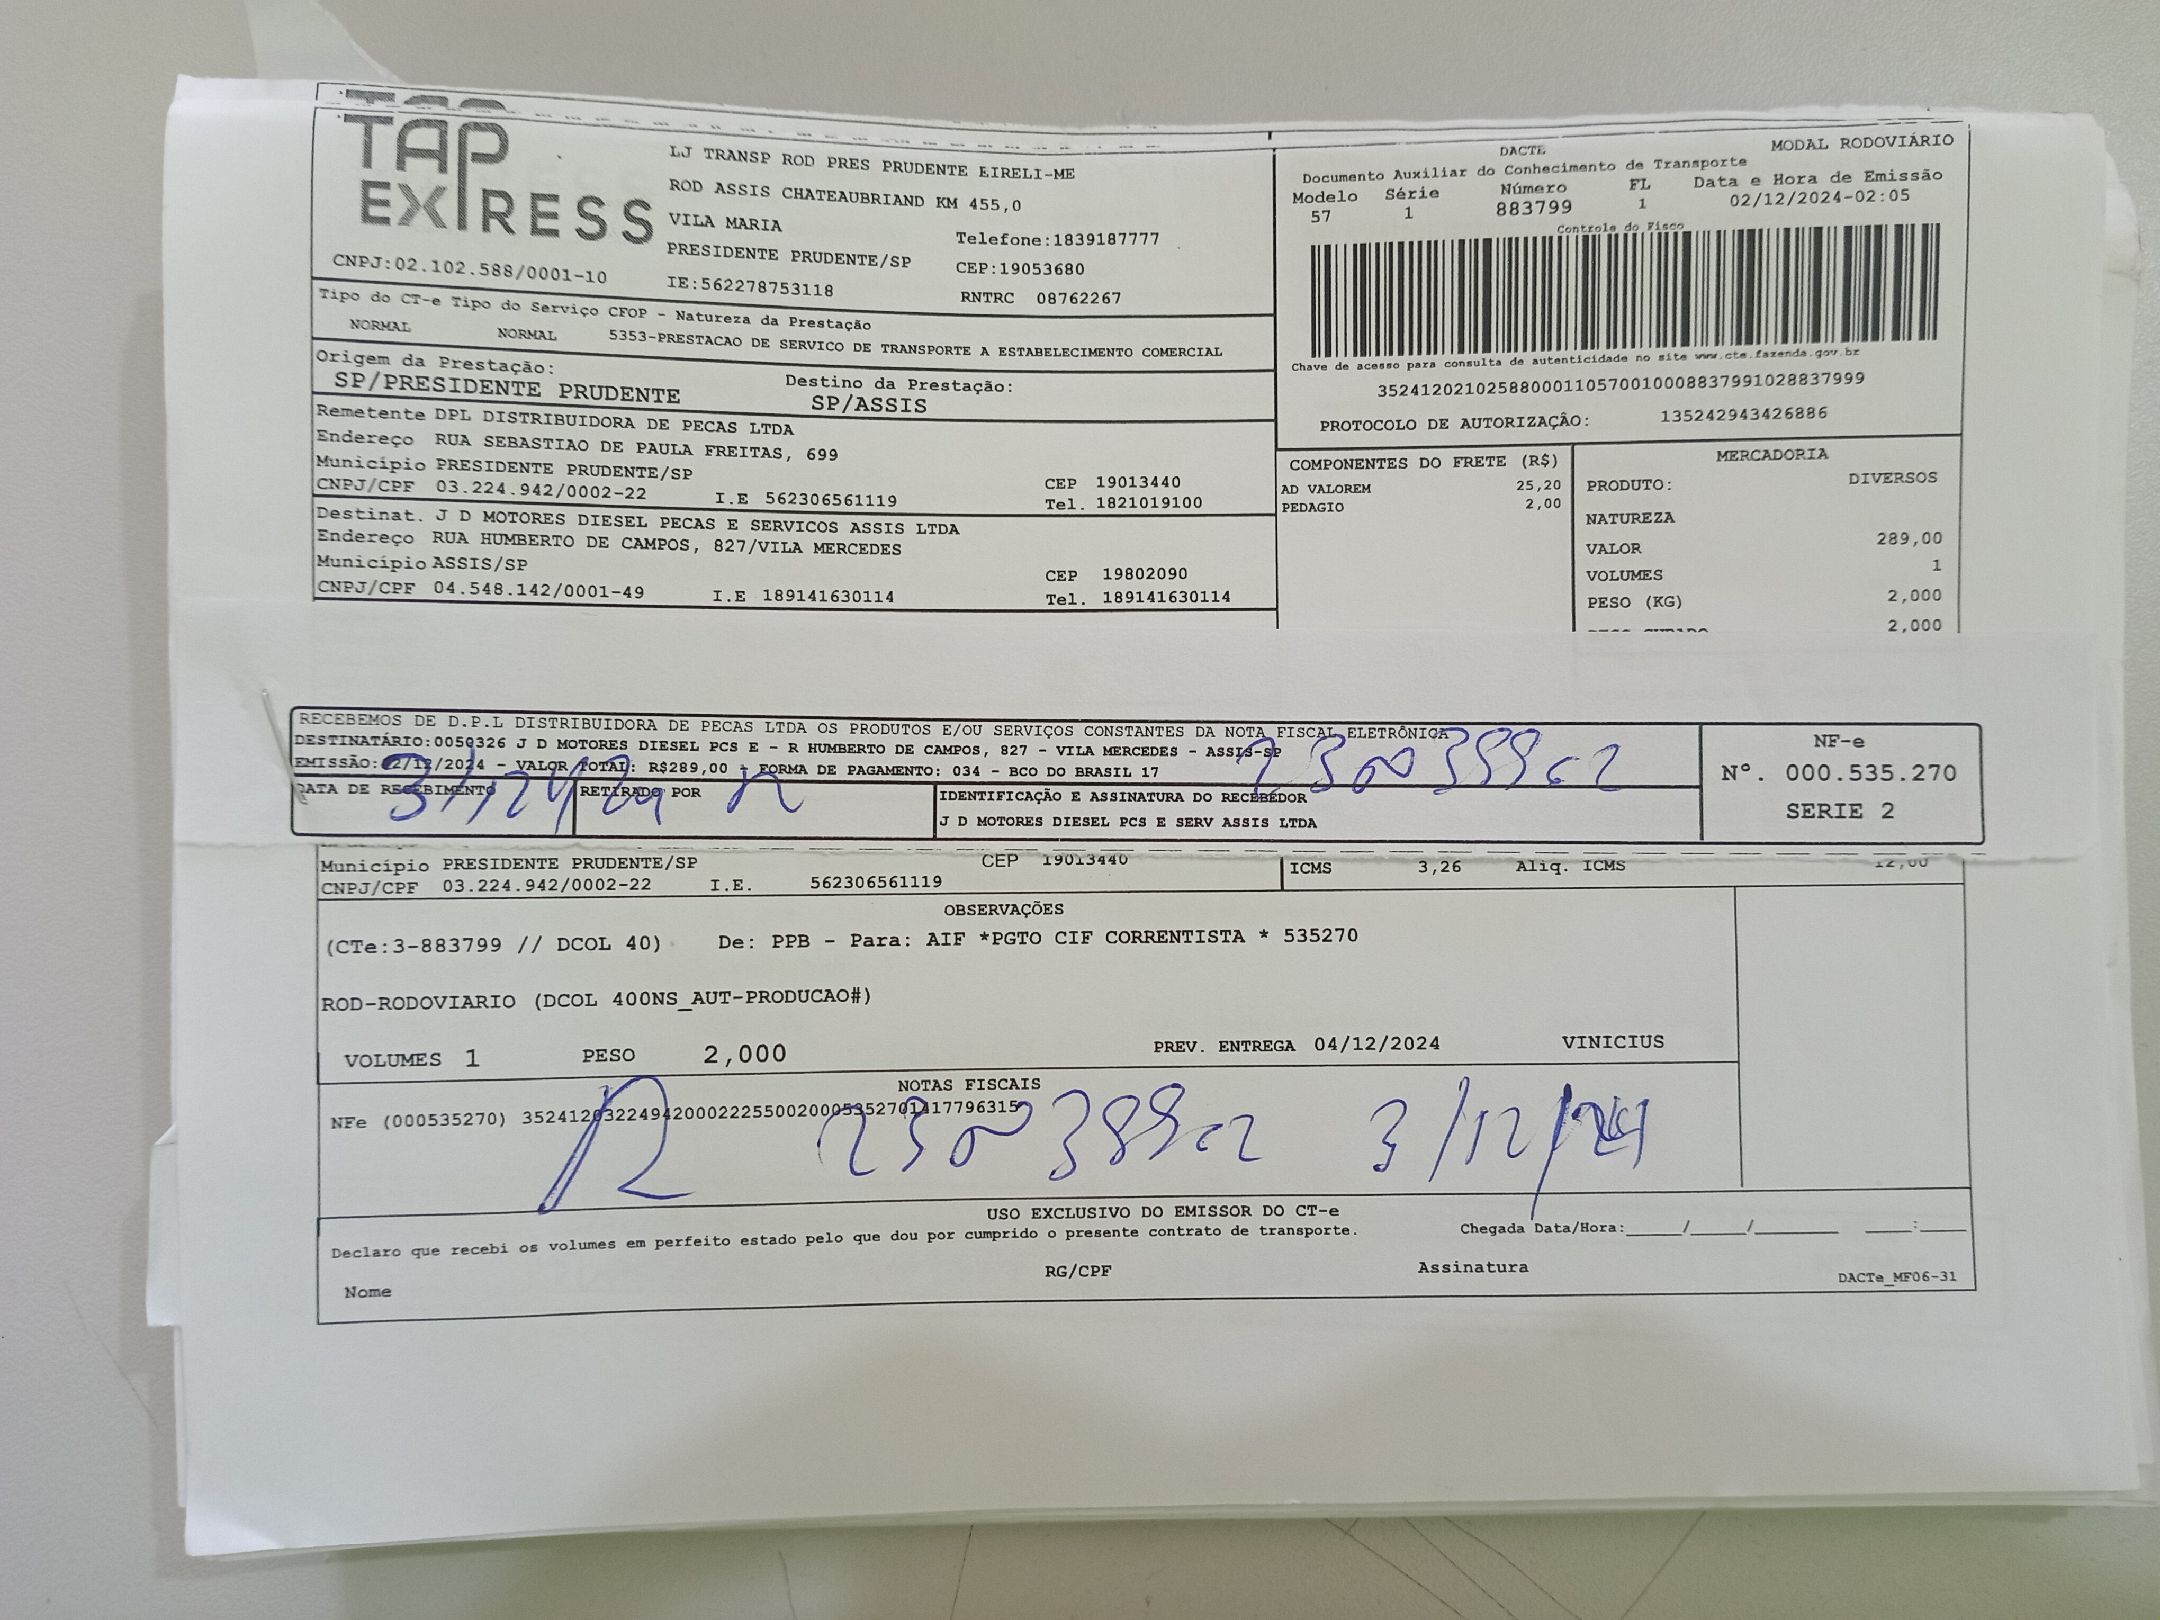 TAP EXPRESS
LJ TRANSP ROD PRES PRUDENTE EIRELI-ME
ROD ASSIS CHATEAUBRIAND KM 455,0
VILA MARIA
Telefone:1839187777
PRESIDENTE PRUDENTE/SP
CEP:19053680
CNPJ:02.102.588/0001-10
IE:562278753118
RNTRC 08762267
DACTE
MODAL RODOVIÁRIO
Documento Auxiliar do Conhecimento de Transporte
Modelo Série Número FL Data e Hora de Emissão
57 1 883799 1 02/12/2024-02:05
Controle do Fisco
Chave de acesso para consulta de autenticidade no site www.cte.fazenda.gov.br
35241202102588000110570010008837991028837999
PROTOCOLO DE AUTORIZAÇÂO: 135242943426886
Tipo do CT-e Tipo do Serviço CFOP - Natureza da Prestação
NORMAL NORMAL 5353-PRESTACAO DE SERVICO DE TRANSPORTE A ESTABELECIMENTO COMERCIAL
Origem da Prestação: Destino da Prestação:
SP/PRESIDENTE PRUDENTE SP/ASSIS
Remetente DPL DISTRIBUIDORA DE PECAS LTDA
Endereço RUA SEBASTIAO DE PAULA FREITAS, 699
Município PRESIDENTE PRUDENTE/SP CEP 19013440
CNPJ/CPF 03.224.942/0002-22 I.E 562306561119 Tel. 1821019100
Destinat. J D MOTORES DIESEL PECAS E SERVICOS ASSIS LTDA
Endereço RUA HUMBERTO DE CAMPOS, 827/VILA MERCEDES
Município ASSIS/SP CEP 19802090
CNPJ/CPF 04.548.142/0001-49 I.E 189141630114 Tel. 189141630114
COMPONENTES DO FRETE (R$)
AD VALOREM 25,20
PEDAGIO 2,00
MERCADORIA
PRODUTO: DIVERSOS
NATUREZA
VALOR 289,00
VOLUMES 1
PESO (KG) 2,000
2,000
RECEBEMOS DE D.P.L DISTRIBUIDORA DE PECAS LTDA OS PRODUTOS E/OU SERVIÇOS CONSTANTES DA NOTA FISCAL ELETRÔNICA
DESTINATÁRIO:0050326 J D MOTORES DIESEL PCS E - R HUMBERTO DE CAMPOS, 827 - VILA MERCEDES - ASSIS-SP
EMISSÃO:02/12/2024 - VALOR TOTAL: R$289,00 - FORMA DE PAGAMENTO: 034 - BCO DO BRASIL 17
DATA DE RECEBIMENTO RETIRADO POR IDENTIFICAÇÃO E ASSINATURA DO RECEBEDOR
3/12/24
J D MOTORES DIESEL PCS E SERV ASSIS LTDA
NF-e
Nº. 000.535.270
SERIE 2
Município PRESIDENTE PRUDENTE/SP CEP 19013440
CNPJ/CPF 03.224.942/0002-22 I.E. 562306561119
ICMS 3,26 Aliq. ICMS 12,00
OBSERVAÇÕES
(CTe:3-883799 // DCOL 40) De: PPB - Para: AIF *PGTO CIF CORRENTISTA * 535270
ROD-RODOVIARIO (DCOL 400NS_AUT-PRODUCAO#)
VOLUMES 1 PESO 2,000 PREV. ENTREGA 04/12/2024 VINICIUS
NOTAS FISCAIS
NFe (000535270) 35241203224942000222550020005352701417796315
3/12/24
USO EXCLUSIVO DO EMISSOR DO CT-e
Declaro que recebi os volumes em perfeito estado pelo que dou por cumprido o presente contrato de transporte.
Chegada Data/Hora:____/____/______ ____:____
Nome RG/CPF Assinatura
DACTe_MF06-31